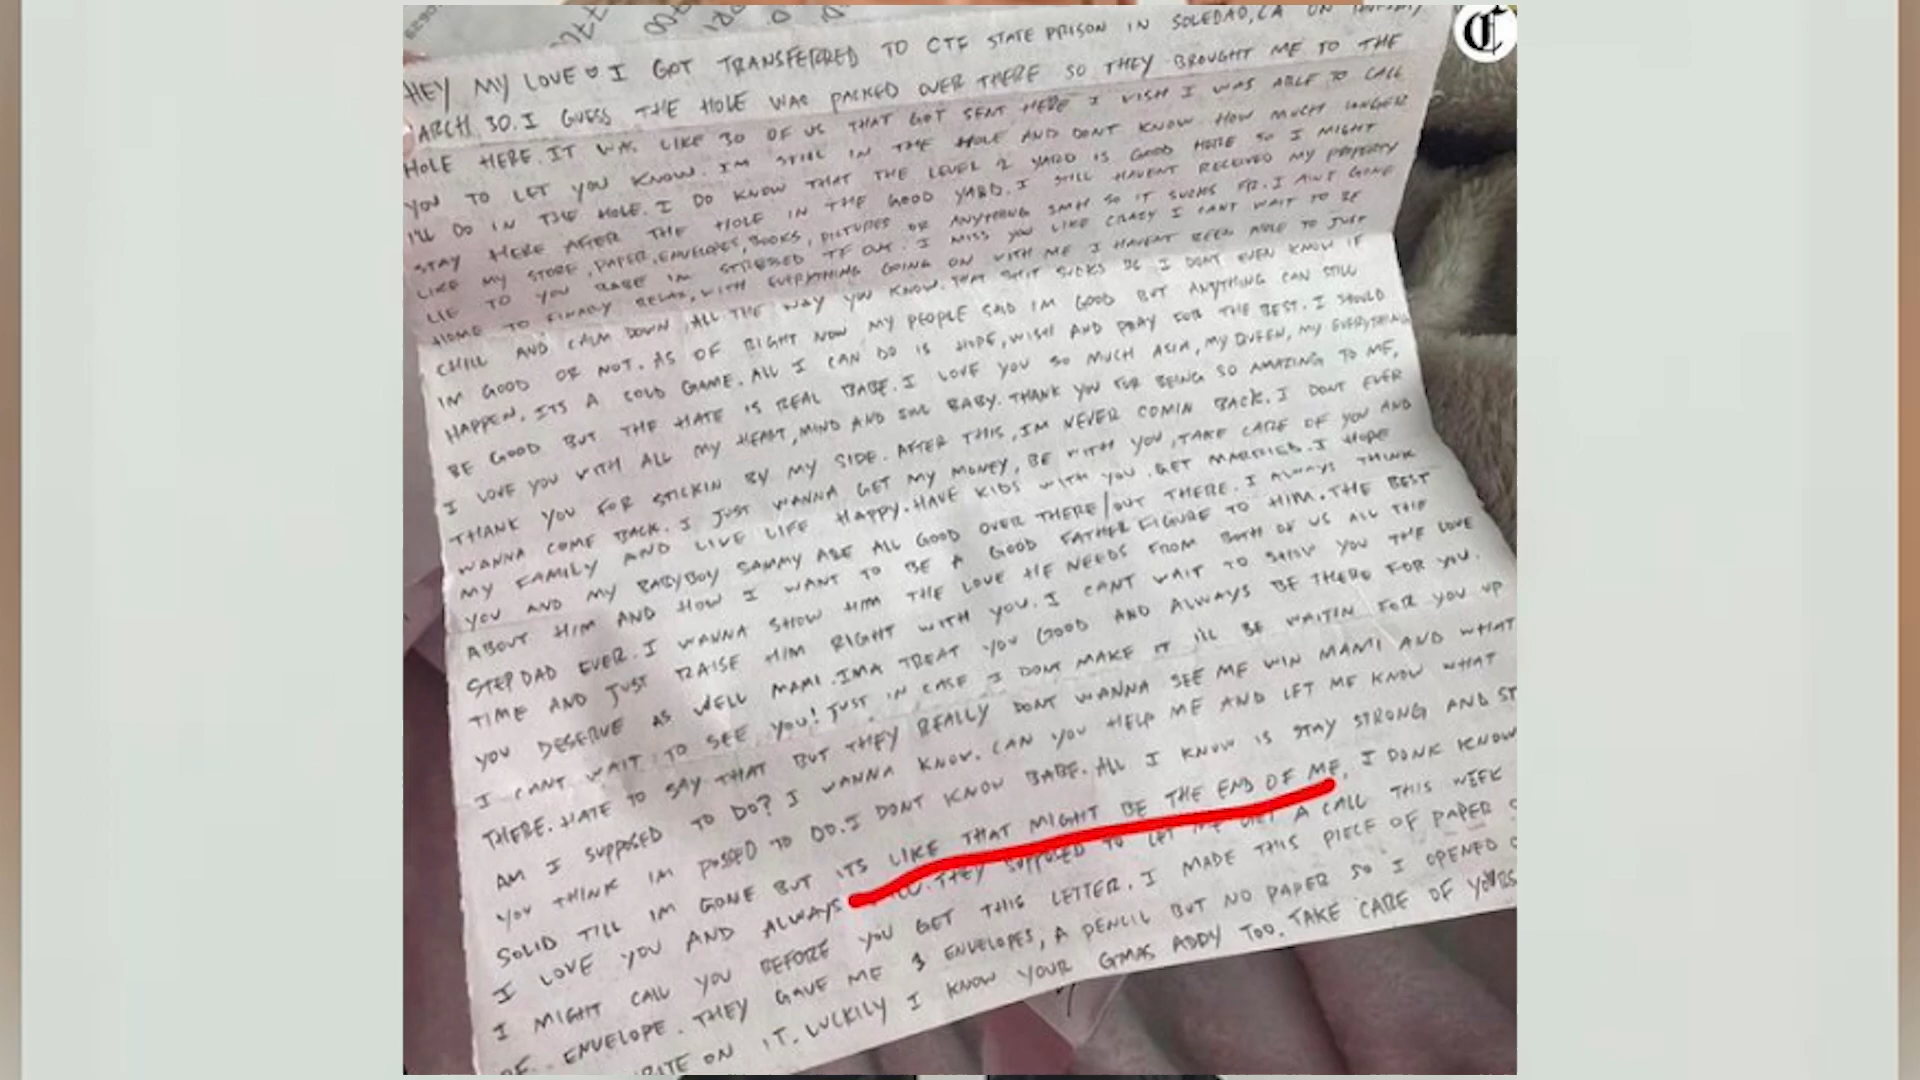 HEY MY LOVE ♡ I GOT TRANSFERRED TO CTF STATE PRISON IN SOLEDAD, CA ON
ARCH 30. I GUESS THE HOLE WAS PACKED OVER THERE SO THEY BROUGHT ME TO THE
HOLE HERE. IT WAS LIKE 30 OF US THAT GOT SENT HERE I WISH I WAS ABLE TO CALL
YOU TO LET YOU KNOW. IM STILL IN THE HOLE AND DONT KNOW HOW MUCH LONGER
I'LL DO IN THE HOLE. I DO KNOW THAT THE LEVEL 2 YARD IS GOOD HERE SO I MIGHT
STAY HERE AFTER THE HOLE IN THE GOOD YARD. I STILL HAVENT RECEIVED MY PROPERTY
LIKE MY STORE, PAPER, ENVELOPES, BOOKS, PICTURES OR ANYTHING SMH SO IT SUCKS FR. I AINT GONE
LIE TO YOU BABE IM STRESSED TF OUT. I MISS YOU LIKE CRAZY I CANT WAIT TO BE
HOME TO FINALLY RELAX, WITH EVERYTHING GOING ON WITH ME I HAVENT BEEN ABLE TO JUST
CHILL AND CALM DOWN ALL THE WAY YOU KNOW. THAT SHIT SUCKS BC I DONT EVEN KNOW IF
IM GOOD OR NOT. AS OF RIGHT NOW MY PEOPLE SAID IM GOOD BUT ANYTHING CAN STILL
HAPPEN. ITS A COLD GAME. ALL I CAN DO IS HOPE, WISH AND PRAY FOR THE BEST. I SHOULD
BE GOOD BUT THE HATE IS REAL BABE. I LOVE YOU SO MUCH ASIA, MY QUEEN, MY EVERYTHING
I LOVE YOU WITH ALL MY HEART, MIND AND SOUL BABY. THANK YOU FOR BEING SO AMAZING TO ME,
THANK YOU FOR STICKIN BY MY SIDE. AFTER THIS, IM NEVER COMIN BACK. I DONT EVER
WANNA COME BACK. I JUST WANNA GET MY MONEY, BE WITH YOU, TAKE CARE OF YOU AND
MY FAMILY AND LIVE LIFE HAPPY. HAVE KIDS WITH YOU. GET MARRIED. I HOPE
YOU AND MY BABYBOY SAMMY ARE ALL GOOD OVER THERE/OUT THERE. I ALWAYS THINK
ABOUT HIM AND HOW I WANT TO BE A GOOD FATHER FIGURE TO HIM. THE BEST
STEP DAD EVER. I WANNA SHOW HIM THE LOVE HE NEEDS FROM BOTH OF US ALL THE
TIME AND JUST RAISE HIM RIGHT WITH YOU. I CANT WAIT TO SHOW YOU THE LOVE
YOU DESERVE AS WELL MAMI. IMA TREAT YOU GOOD AND ALWAYS BE THERE FOR YOU.
I CANT WAIT TO SEE YOU! JUST IN CASE I DONT MAKE IT I'LL BE WAITIN FOR YOU UP
THERE. HATE TO SAY THAT BUT THEY REALLY DONT WANNA SEE ME WIN MAMI AND WHAT
AM I SUPPOSED TO DO? I WANNA KNOW. CAN YOU HELP ME AND LET ME KNOW WHAT
YOU THINK IM POSSED TO DO. I DONT KNOW BABE. ALL I KNOW IS STAY STRONG AND ST
SOLID TILL IM GONE BUT ITS LIKE THAT MIGHT BE THE END OF ME. I DONK KNOW
I LOVE YOU AND ALWAYS THEY SUPPOSED TO LET ME GET A CALL THIS WEEK
I MIGHT CALL YOU BEFORE YOU GET THIS LETTER. I MADE THIS PIECE OF PAPER
ENVELOPE. THEY GAVE ME 3 ENVELOPES, A PENCIL BUT NO PAPER SO I OPENED
ON IT. LUCKILY I KNOW YOUR GMAS ADDY TOO. TAKE CARE OF YOURS